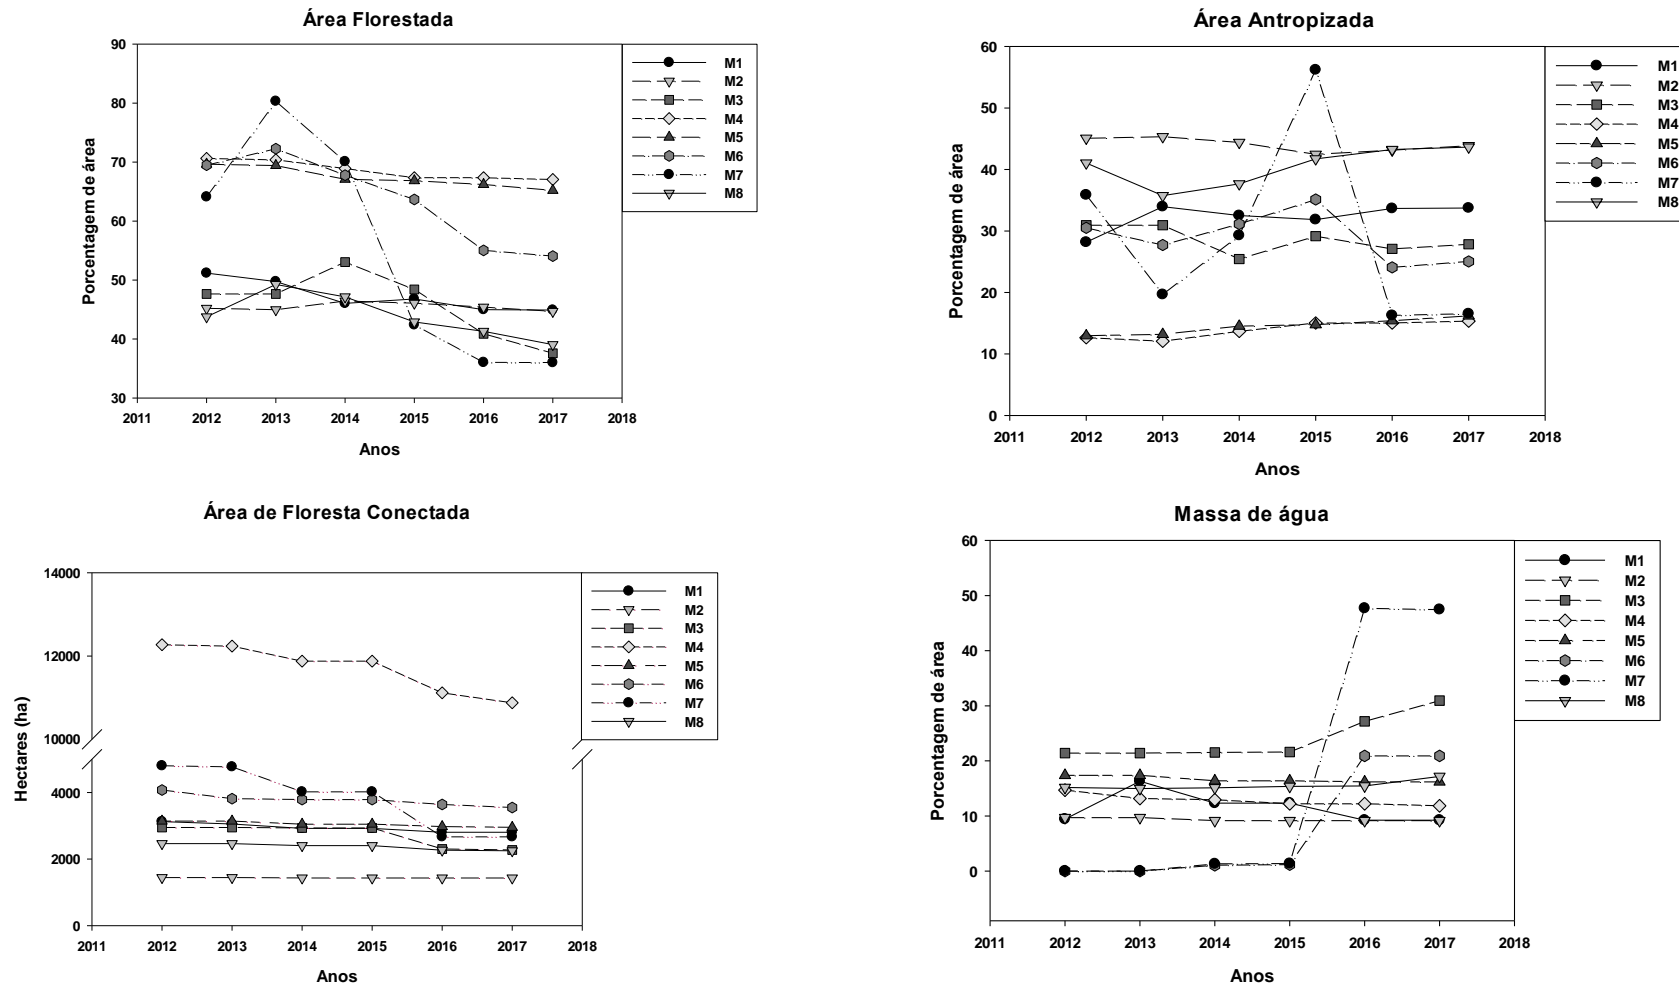 Área Florestada
Porcentagem de área
90
80
70
60
50
40
30
2011 2012 2013 2014 2015 2016 2017 2018
Anos
M1
M2
M3
M4
M5
M6
M7
M8
Área Antropizada
Porcentagem de área
60
50
40
30
20
10
0
2011 2012 2013 2014 2015 2016 2017 2018
Anos
M1
M2
M3
M4
M5
M6
M7
M8
Área de Floresta Conectada
Hectares (ha)
14000
12000
10000
4000
2000
0
2011 2012 2013 2014 2015 2016 2017 2018
Anos
M1
M2
M3
M4
M5
M6
M7
M8
Massa de água
Porcentagem de área
60
50
40
30
20
10
0
2011 2012 2013 2014 2015 2016 2017 2018
Anos
M1
M2
M3
M4
M5
M6
M7
M8